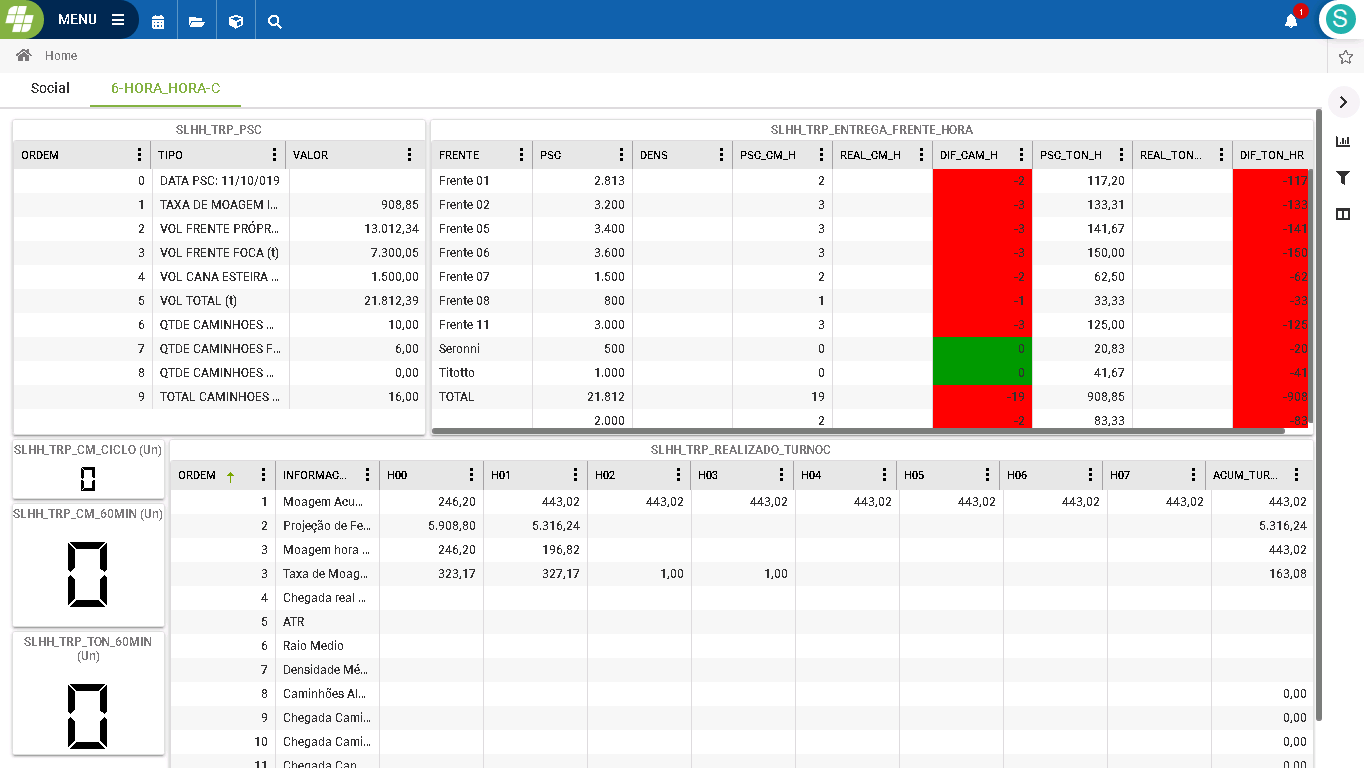 MENU
1
S
Home
Social 6-HORA_HORA-C
SLHH_TRP_PSC
ORDEM TIPO VALOR
0 DATA PSC: 11/10/019
1 TAXA DE MOAGEM I... 908,85
2 VOL FRENTE PRÓPR... 13.012,34
3 VOL FRENTE FOCA (t) 7.300,05
4 VOL CANA ESTEIRA ... 1.500,00
5 VOL TOTAL (t) 21.812,39
6 QTDE CAMINHOES ... 10,00
7 QTDE CAMINHOES F... 6,00
8 QTDE CAMINHOES ... 0,00
9 TOTAL CAMINHOES ... 16,00
SLHH_TRP_ENTREGA_FRENTE_HORA
FRENTE PSC DENS PSC_CM_H REAL_CM_H DIF_CAM_H PSC_TON_H REAL_TON... DIF_TON_HR
Frente 01 2.813 2 -2 117,20 -117
Frente 02 3.200 3 -3 133,31 -133
Frente 05 3.400 3 -3 141,67 -141
Frente 06 3.600 3 -3 150,00 -150
Frente 07 1.500 2 -2 62,50 -62
Frente 08 800 1 -1 33,33 -33
Frente 11 3.000 3 -3 125,00 -125
Seronni 500 0 0 20,83 -20
Titotto 1.000 0 0 41,67 -41
TOTAL 21.812 19 -19 908,85 -908
2.000 2 -2 83,33 -83
SLHH_TRP_CM_CICLO (Un)
0
SLHH_TRP_CM_60MIN (Un)
0
SLHH_TRP_TON_60MIN
(Un)
0
SLHH_TRP_REALIZADO_TURNOC
ORDEM INFORMAC... H00 H01 H02 H03 H04 H05 H06 H07 AGUM_TUR...
1 Moagem Acu... 246,20 443,02 443,02 443,02 443,02 443,02 443,02 443,02 443,02
2 Projeção de Fe... 5.908,80 5.316,24 5.316,24
3 Moagem hora ... 246,20 196,82 443,02
3 Taxa de Moag... 323,17 327,17 1,00 1,00 163,08
4 Chegada real ...
5 ATR
6 Raio Medio
7 Densidade Mé...
8 Caminhões Al... 0,00
9 Chegada Cami... 0,00
10 Chegada Cami... 0,00
11 Chegada Can... 0,00